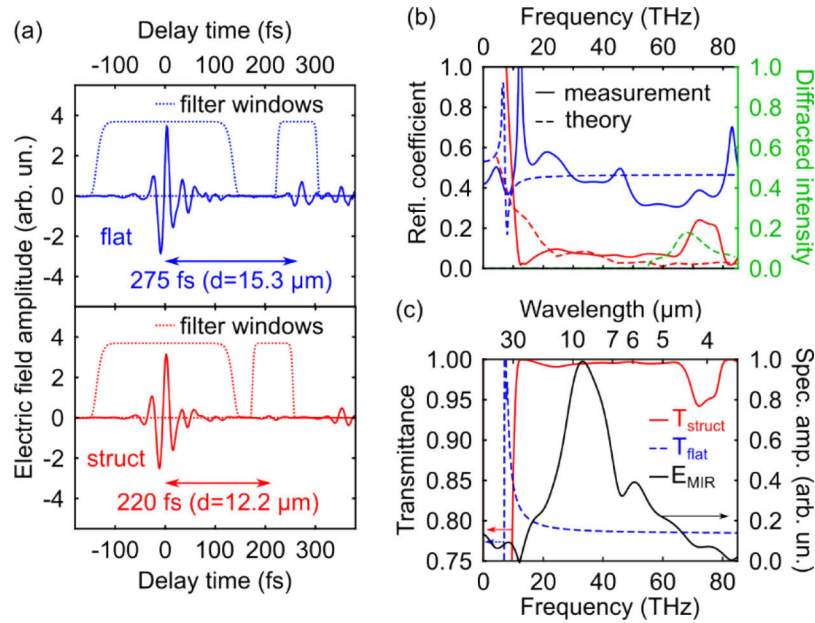 (a)
Delay time (fs)
-100 0 100 200 300
filter windows
4
2
0
-2
-4
flat
275 fs (d=15.3 μm)
filter windows
4
2
0
-2
-4
struct
220 fs (d=12.2 μm)
Electric field amplitude (arb. un.)
-100 0 100 200 300
Delay time (fs)
(b)
Frequency (THz)
0 20 40 60 80
1.0
0.8
0.6
0.4
0.2
0.0
Refl. coefficient
measurement
theory
1.0
0.8
0.6
0.4
0.2
0.0
Diffracted intensity
(c)
Wavelength (μm)
30 10 7 6 5 4
1.00
0.95
0.90
0.85
0.80
0.75
Transmittance
Tstruct
Tflat
EMIR
1.0
0.8
0.6
0.4
0.2
0.0
Spec. amp. (arb. un.)
0 20 40 60 80
Frequency (THz)